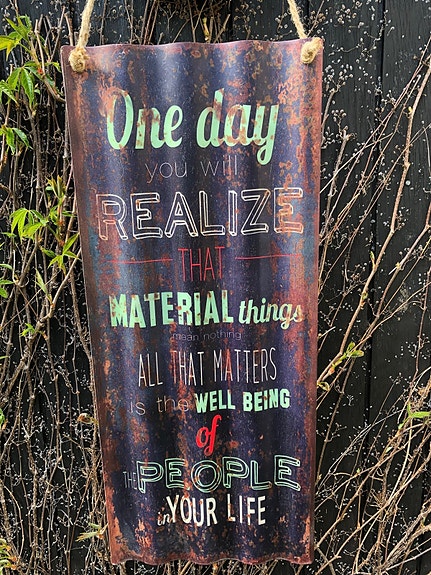 One day
you will
REALIZE
THAT
MATERIAL things
mean nothing
ALL THAT MATTERS
is the WELL BEING
of
THE PEOPLE
in YOUR LIFE